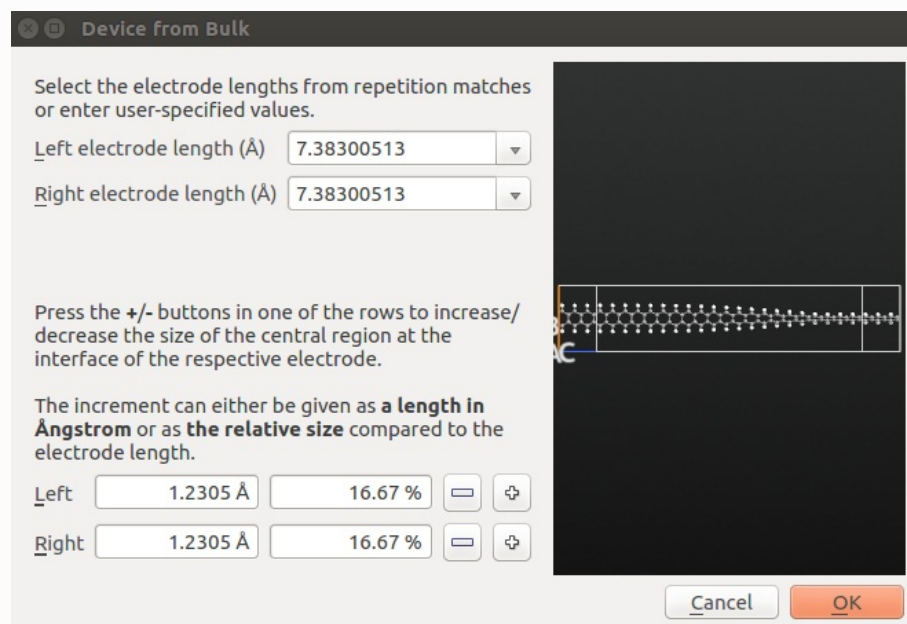 Device from Bulk
Select the electrode lengths from repetition matches
or enter user-specified values.
Left electrode length (Å) 7.38300513
Right electrode length (Å) 7.38300513
Press the +/- buttons in one of the rows to increase/
decrease the size of the central region at the
interface of the respective electrode.
The increment can either be given as a length in
Ångstrom or as the relative size compared to the
electrode length.
Left 1.2305 Å 16.67 %
Right 1.2305 Å 16.67 %
Cancel OK